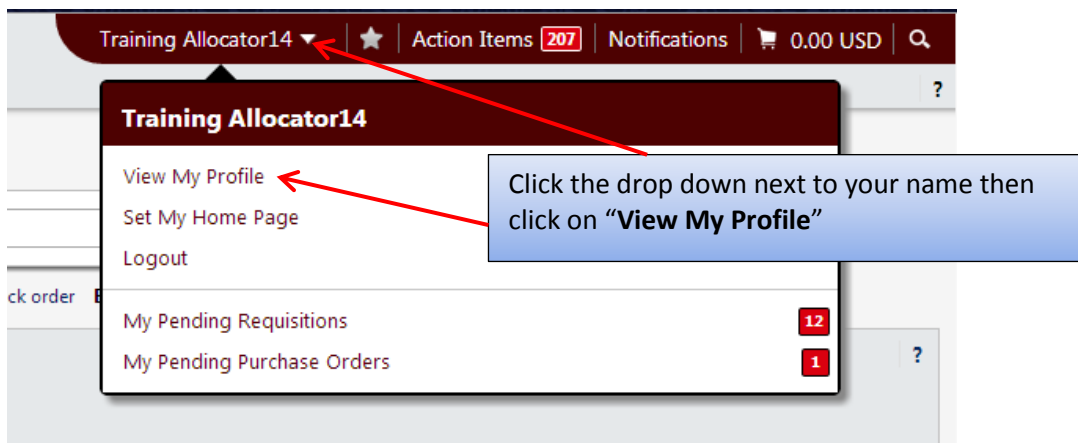 Training Allocator14 Action Items 207 Notifications 0.00 USD
?
Training Allocator14
View My Profile
Click the drop down next to your name then
click on “View My Profile”
Set My Home Page
Logout
ck order
My Pending Requisitions 12
My Pending Purchase Orders 1
?